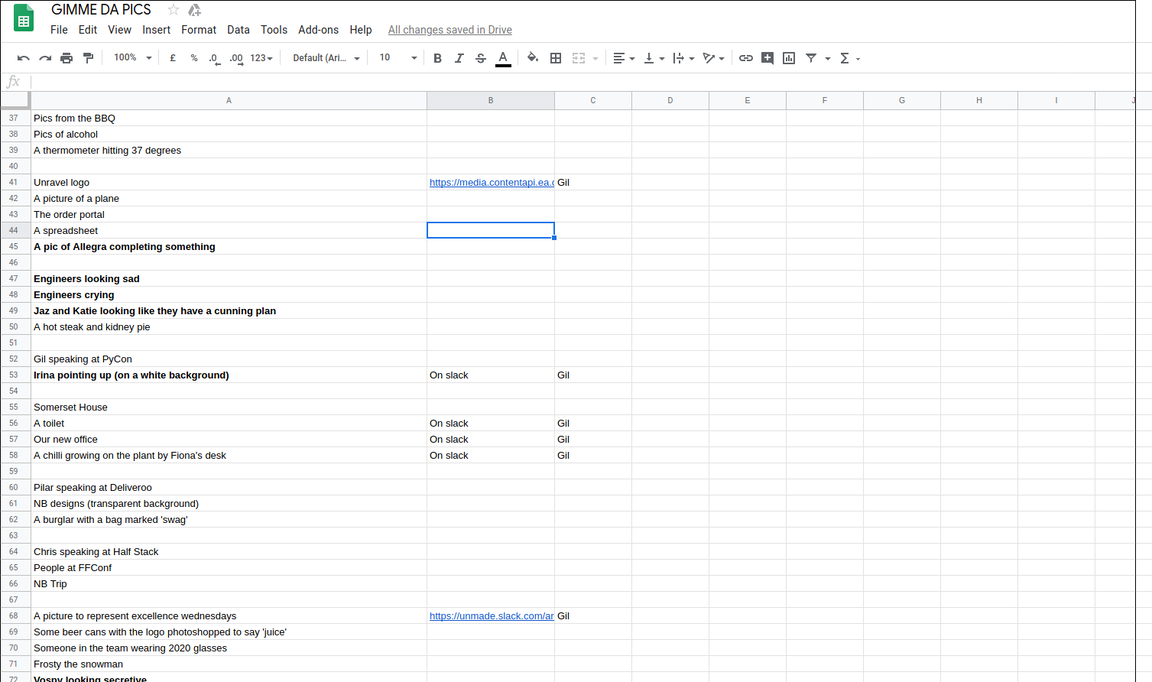 GIMME DA PICS
File Edit View Insert Format Data Tools Add-ons Help All changes saved in Drive
100% £ % .0 .00 123 Default (Ari... 10 B I S A
fx
A B C D E F G H I J
37 Pics from the BBQ
38 Pics of alcohol
39 A thermometer hitting 37 degrees
40
41 Unravel logo https://media.contentapi.ea.c Gil
42 A picture of a plane
43 The order portal
44 A spreadsheet
45 A pic of Allegra completing something
46
47 Engineers looking sad
48 Engineers crying
49 Jaz and Katie looking like they have a cunning plan
50 A hot steak and kidney pie
51
52 Gil speaking at PyCon
53 Irina pointing up (on a white background) On slack Gil
54
55 Somerset House
56 A toilet On slack Gil
57 Our new office On slack Gil
58 A chilli growing on the plant by Fiona's desk On slack Gil
59
60 Pilar speaking at Deliveroo
61 NB designs (transparent background)
62 A burglar with a bag marked 'swag'
63
64 Chris speaking at Half Stack
65 People at FFConf
66 NB Trip
67
68 A picture to represent excellence wednesdays https://unmade.slack.com/ar Gil
69 Some beer cans with the logo photoshopped to say 'juice'
70 Someone in the team wearing 2020 glasses
71 Frosty the snowman
72 Vospy looking secretive